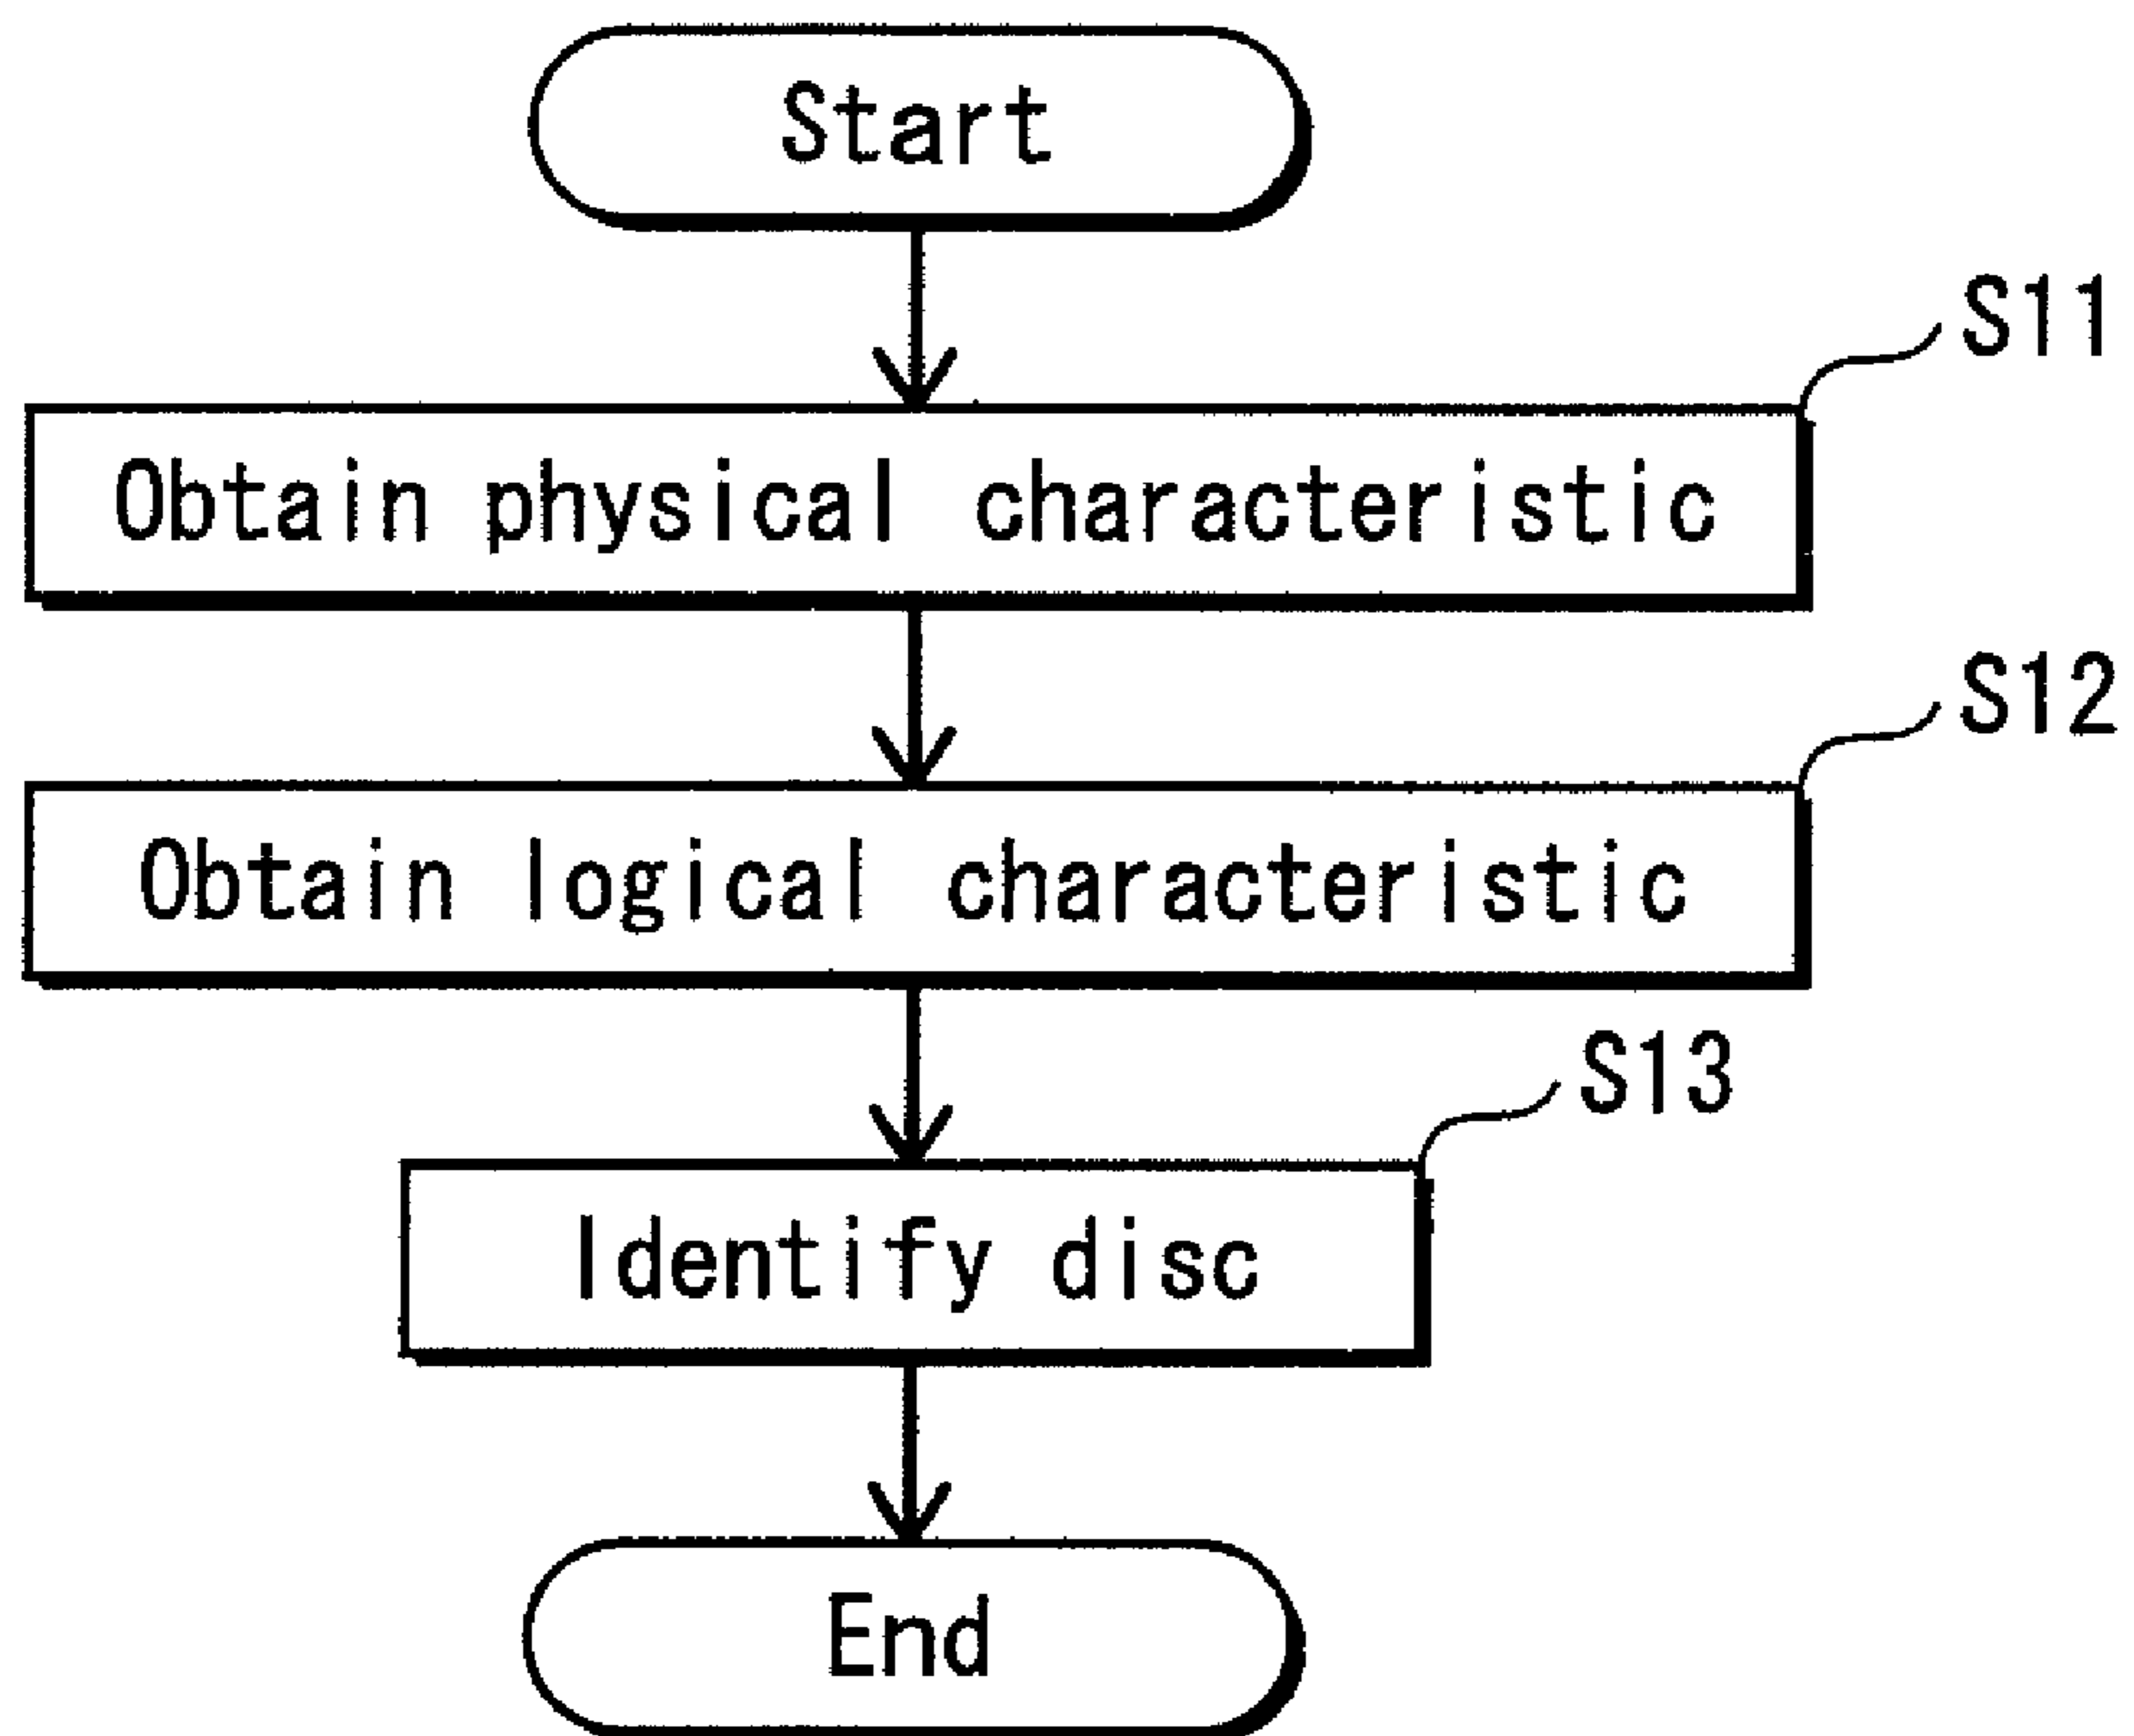 Start
S11
Obtain physical characteristic
S12
Obtain logical characteristic
S13
Identify disc
End